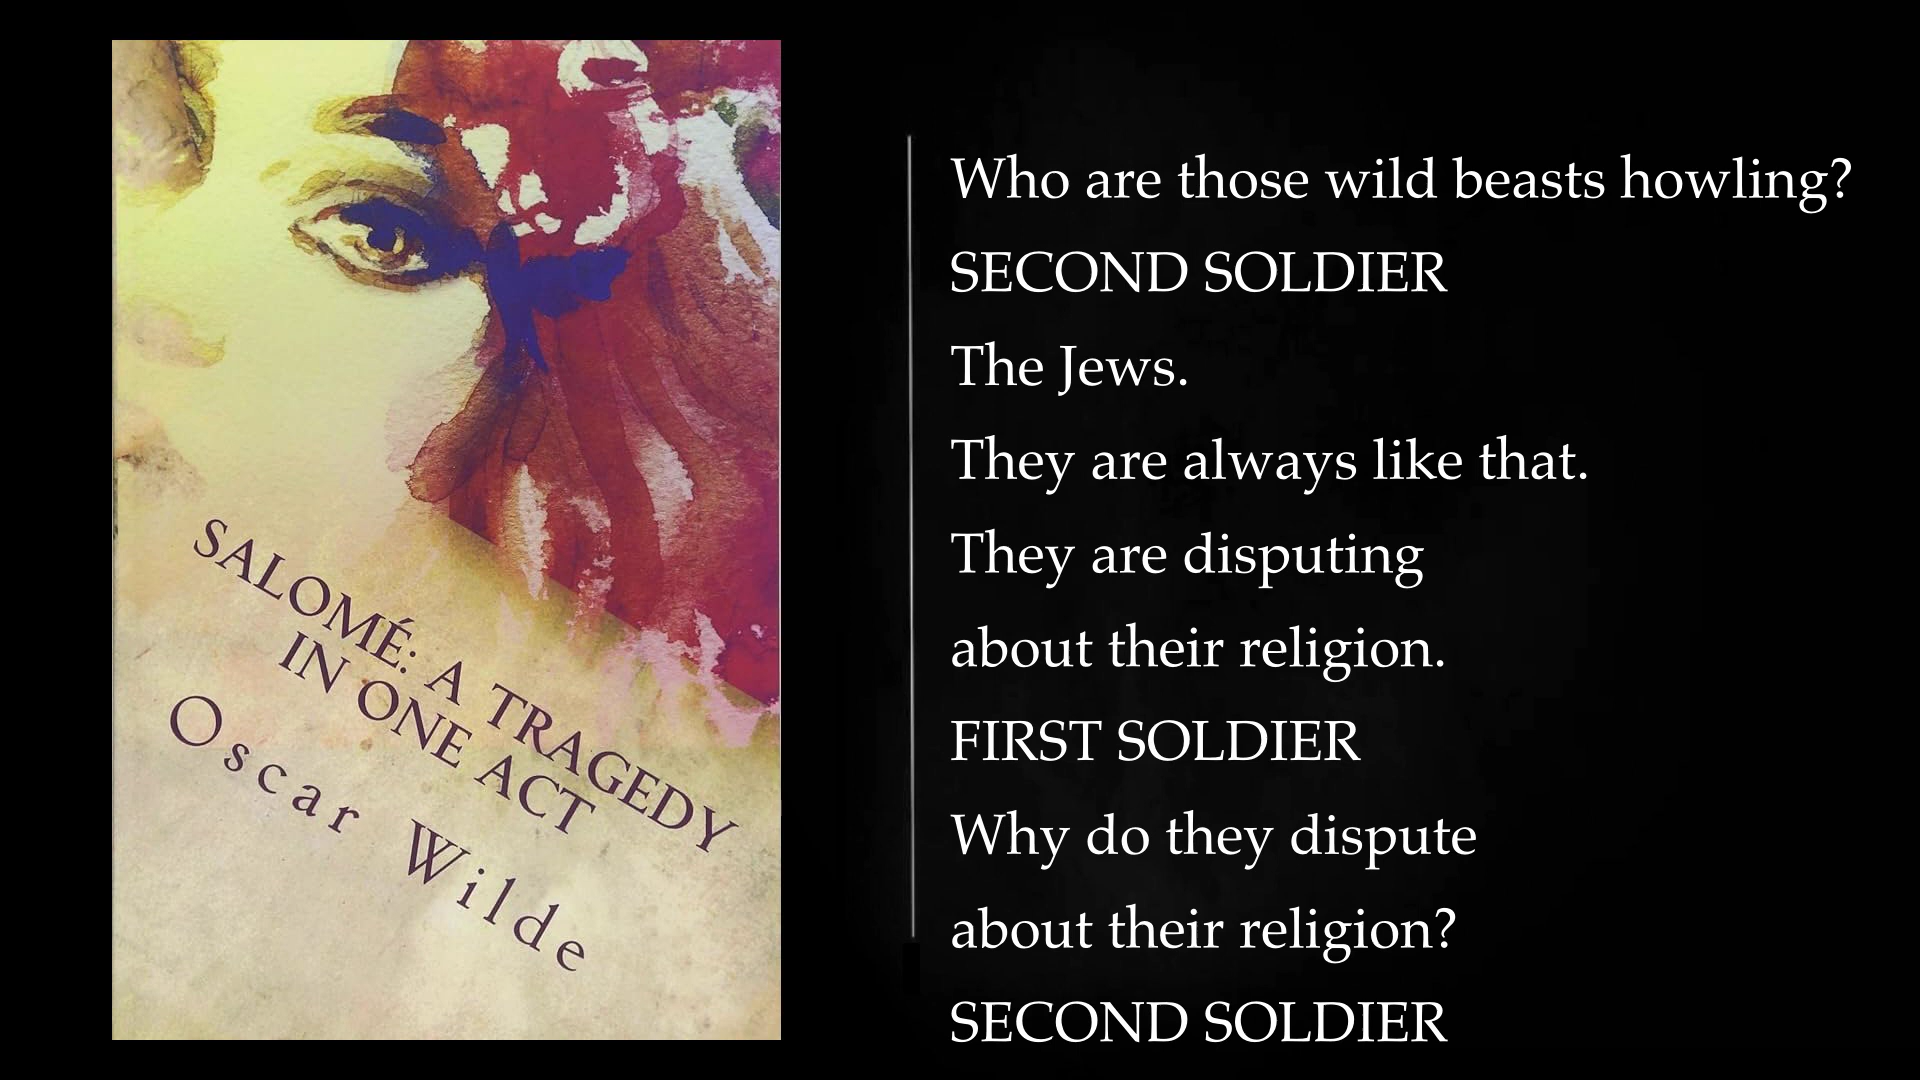 SALOMÉ: A TRAGEDY
IN ONE ACT
Oscar Wilde
Who are those wild beasts howling?
SECOND SOLDIER
The Jews.
They are always like that.
They are disputing
about their religion.
FIRST SOLDIER
Why do they dispute
about their religion?
SECOND SOLDIER